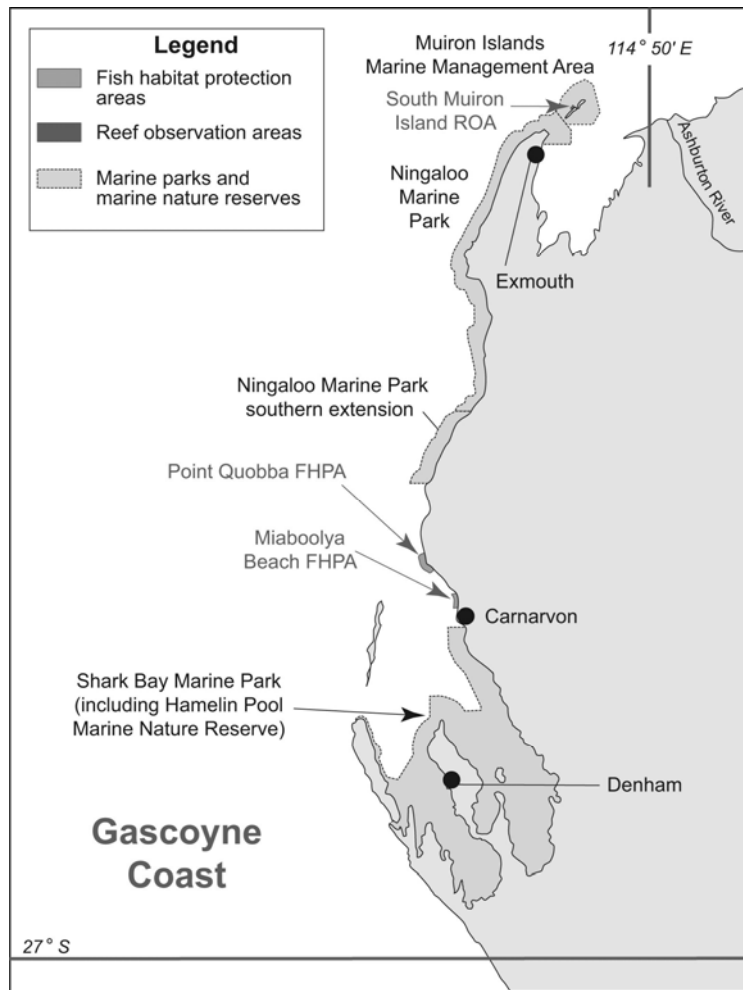 Legend
Fish habitat protection
areas
Reef observation areas
Marine parks and
marine nature reserves
Muiron Islands
Marine Management Area
114° 50' E
South Muiron
Island ROA
Ashburton River
Ningaloo
Marine
Park
Exmouth
Ningaloo Marine Park
southern extension
Point Quobba FHPA
Miaboolya
Beach FHPA
Carnarvon
Shark Bay Marine Park
(including Hamelin Pool
Marine Nature Reserve)
Denham
Gascoyne
Coast
27° S